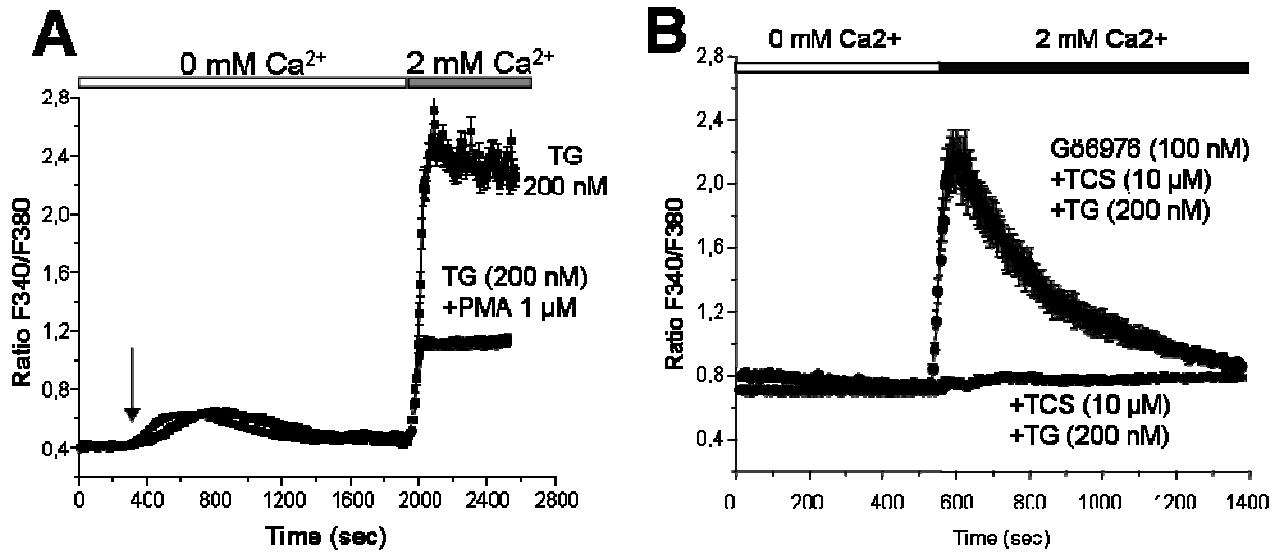 A
0 mM Ca²⁺ 2 mM Ca²⁺
2,8
2,4
2,0
1,6
1,2
0,8
0,4
Ratio F340/F380
TG
200 nM
TG (200 nM)
+PMA 1 µM
0 400 800 1200 1600 2000 2400 2800
Time (sec)
B
0 mM Ca2+ 2 mM Ca2+
2,8
2,4
2,0
1,6
1,2
0.8
0.4
Ratio F340/F380
Gö6976 (100 nM)
+TCS (10 µM)
+TG (200 nM)
+TCS (10 µM)
+TG (200 nM)
0 200 400 600 800 1000 1200 1400
Time (sec)